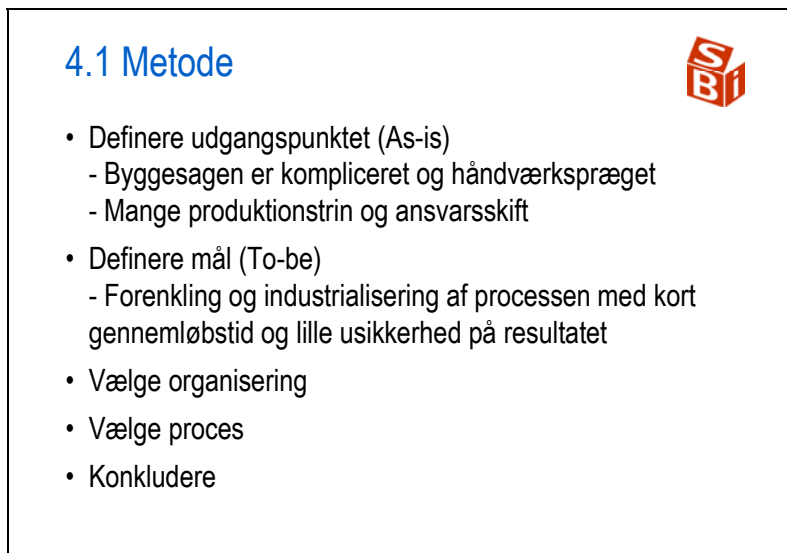 4.1 Metode
SBi
• Definere udgangspunktet (As-is)
- Byggesagen er kompliceret og håndværkspræget
- Mange produktionstrin og ansvarsskift
• Definere mål (To-be)
- Forenkling og industrialisering af processen med kort
gennemløbstid og lille usikkerhed på resultatet
• Vælge organisering
• Vælge proces
• Konkludere